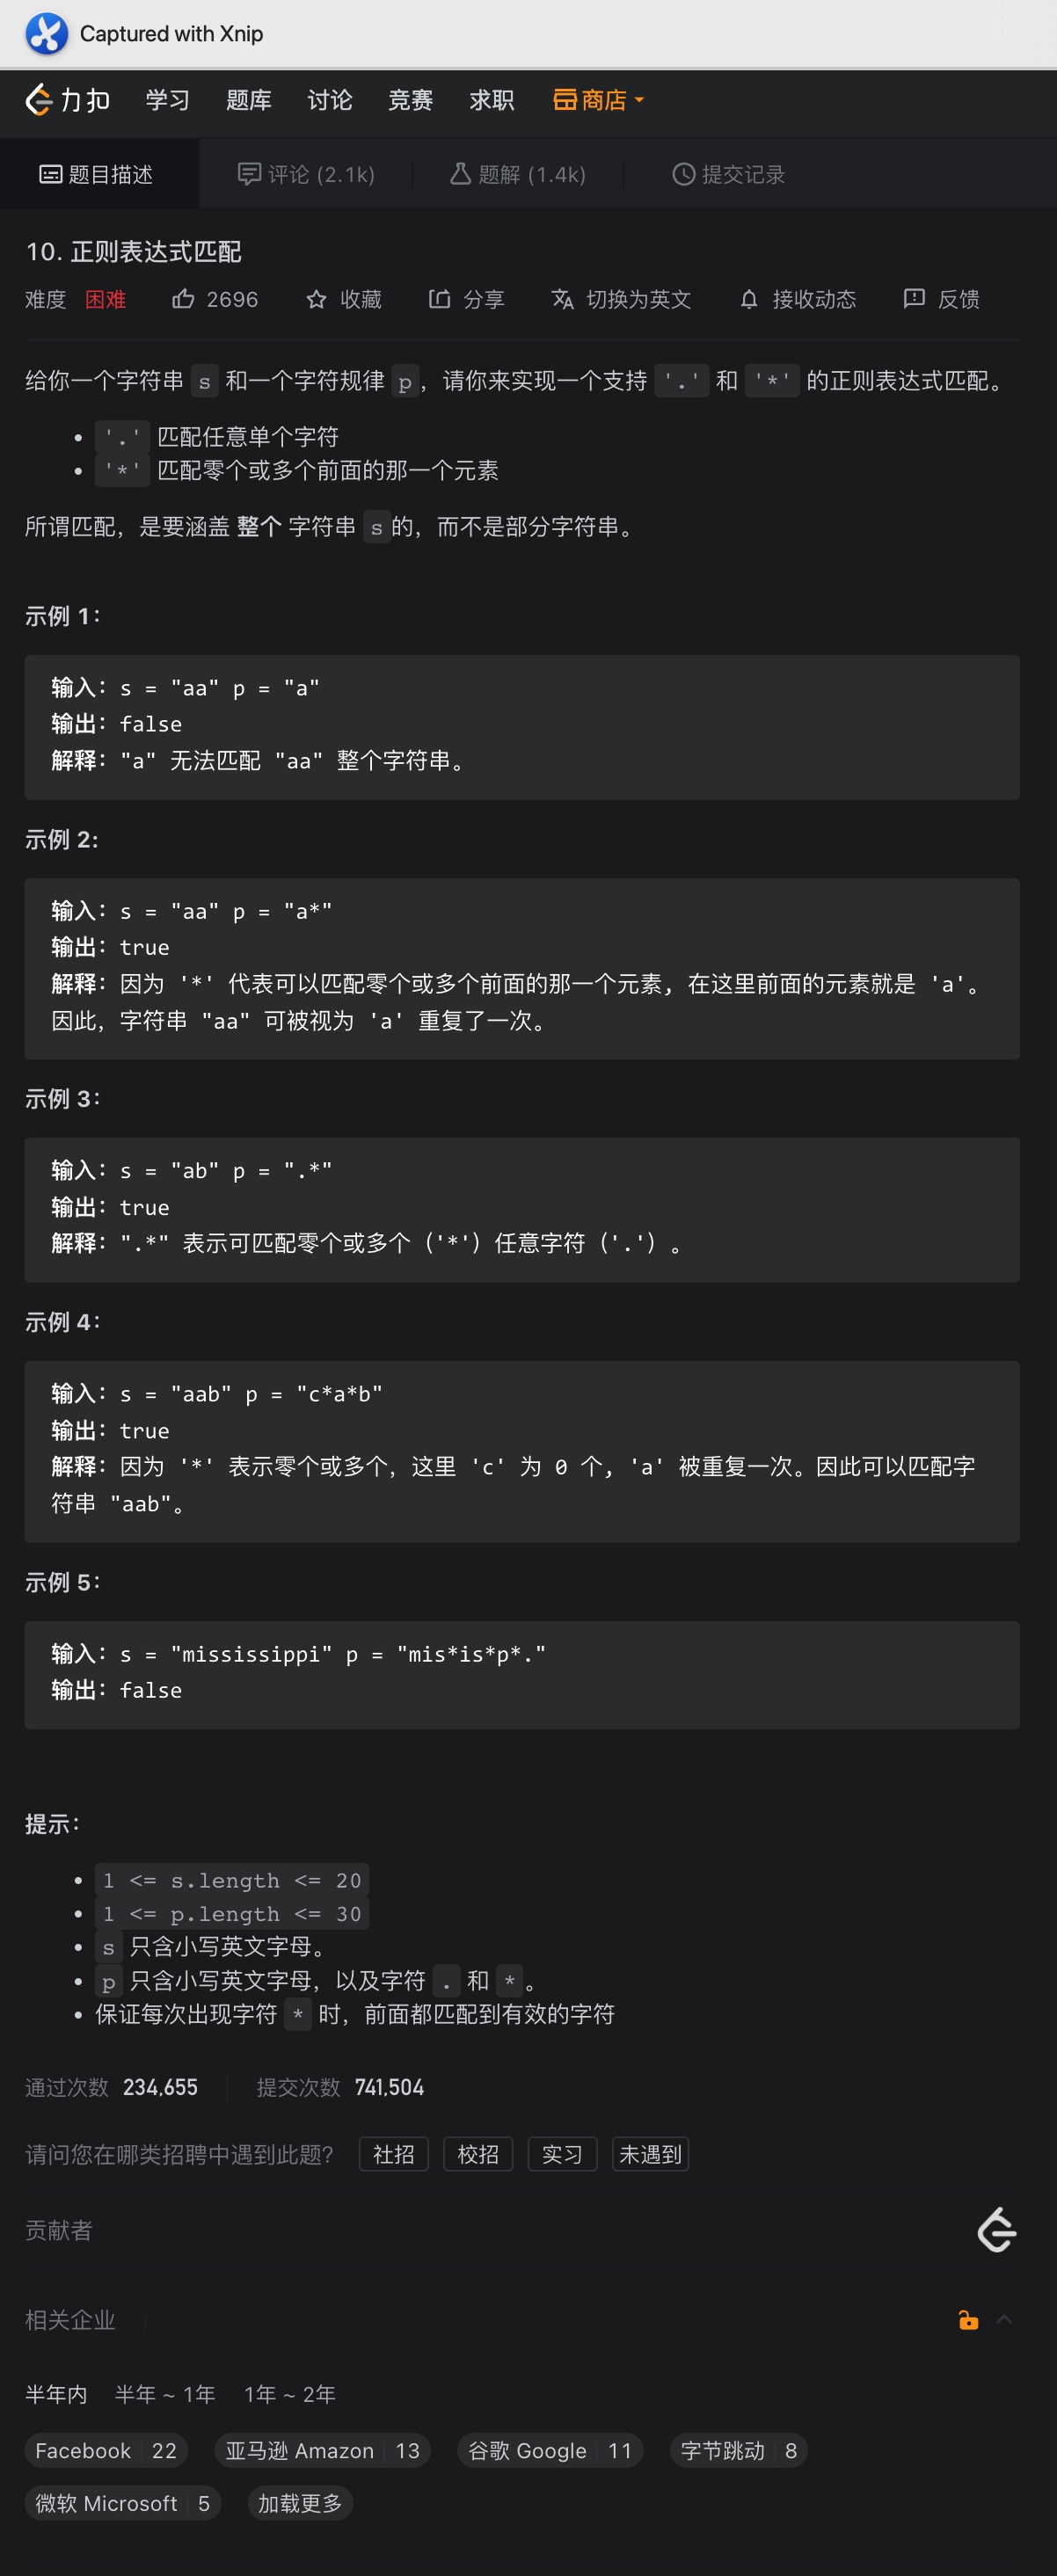 Captured with Xnip
力扣 学习 题库 讨论 竞赛 求职 商店
题目描述 评论 (2.1k) 题解 (1.4k) 提交记录
10. 正则表达式匹配
难度 困难 2696 收藏 分享 切换为英文 接收动态 反馈
给你一个字符串 s 和一个字符规律 p，请你来实现一个支持 '.' 和 '*' 的正则表达式匹配。
• '.' 匹配任意单个字符
• '*' 匹配零个或多个前面的那一个元素
所谓匹配，是要涵盖 整个 字符串 s的，而不是部分字符串。
示例 1：
输入：s = "aa" p = "a"
输出：false
解释："a" 无法匹配 "aa" 整个字符串。
示例 2:
输入：s = "aa" p = "a*"
输出：true
解释：因为 '*' 代表可以匹配零个或多个前面的那一个元素, 在这里前面的元素就是 'a'。
因此，字符串 "aa" 可被视为 'a' 重复了一次。
示例 3：
输入：s = "ab" p = ".*"
输出：true
解释：".*" 表示可匹配零个或多个（'*'）任意字符（'.'）。
示例 4：
输入：s = "aab" p = "c*a*b"
输出：true
解释：因为 '*' 表示零个或多个，这里 'c' 为 0 个, 'a' 被重复一次。因此可以匹配字
符串 "aab"。
示例 5：
输入：s = "mississippi" p = "mis*is*p*."
输出：false
提示：
• 1 <= s.length <= 20
• 1 <= p.length <= 30
• s 只含小写英文字母。
• p 只含小写英文字母，以及字符 . 和 *。
• 保证每次出现字符 * 时，前面都匹配到有效的字符
通过次数 234,655 提交次数 741,504
请问您在哪类招聘中遇到此题? 社招 校招 实习 未遇到
贡献者
相关企业
半年内 半年 ~ 1年 1年 ~ 2年
Facebook 22 亚马逊 Amazon 13 谷歌 Google 11 字节跳动 8
微软 Microsoft 5 加载更多